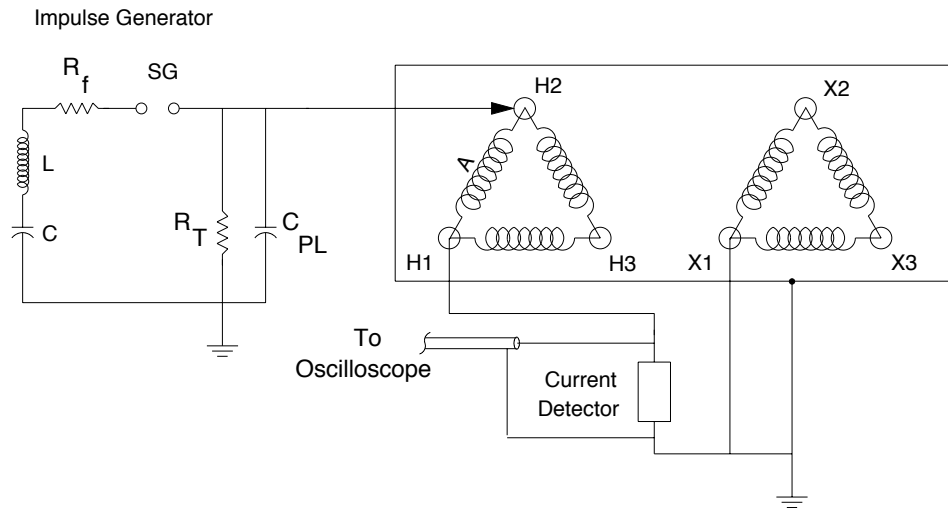 Impulse Generator
R f
SG
H2
X2
L
A
C
R T
C PL
H1
H3
X1
X3
To
Oscilloscope
Current
Detector